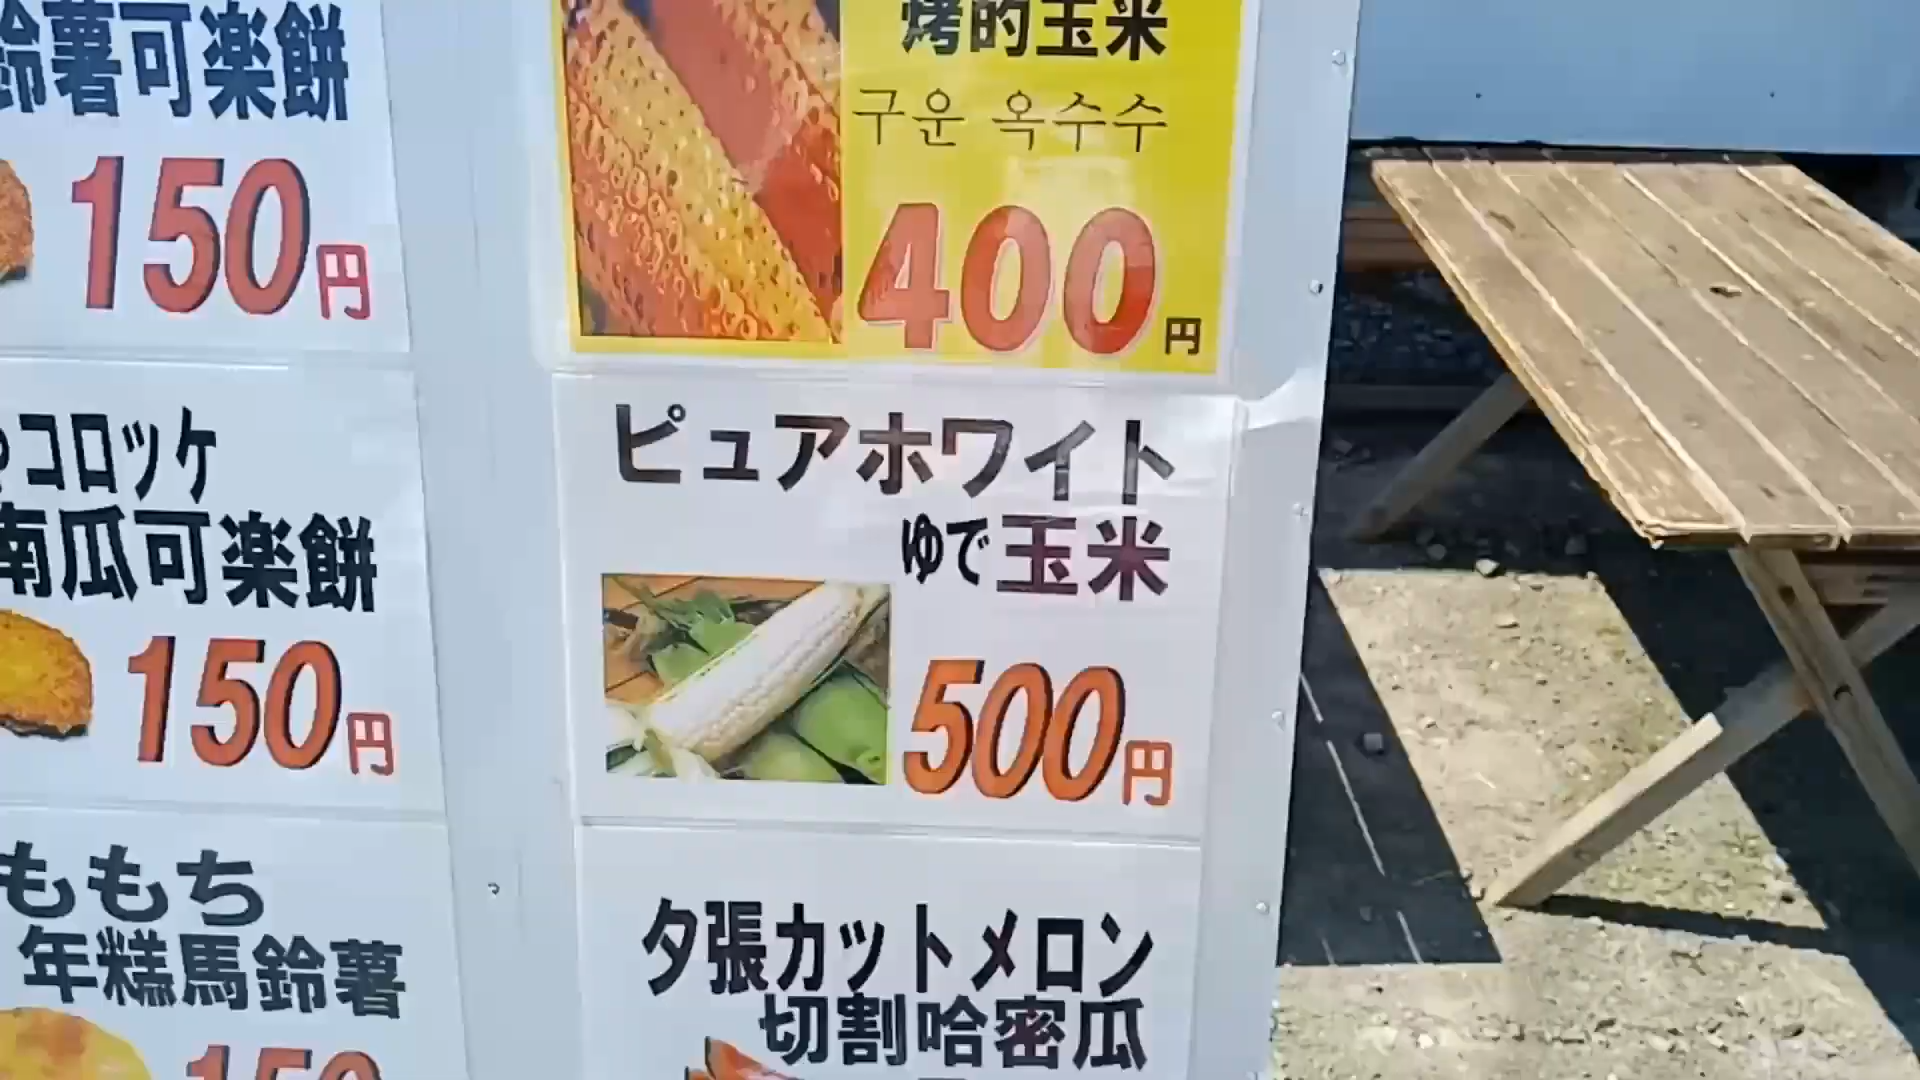 鈴薯可楽餅
150円
コロッケ
南瓜可楽餅
150円
ももち
年糕馬鈴薯
150
烤的玉米
구운 옥수수
400円
ピュアホワイト
ゆで玉米
500円
夕張カットメロン
切割哈密瓜